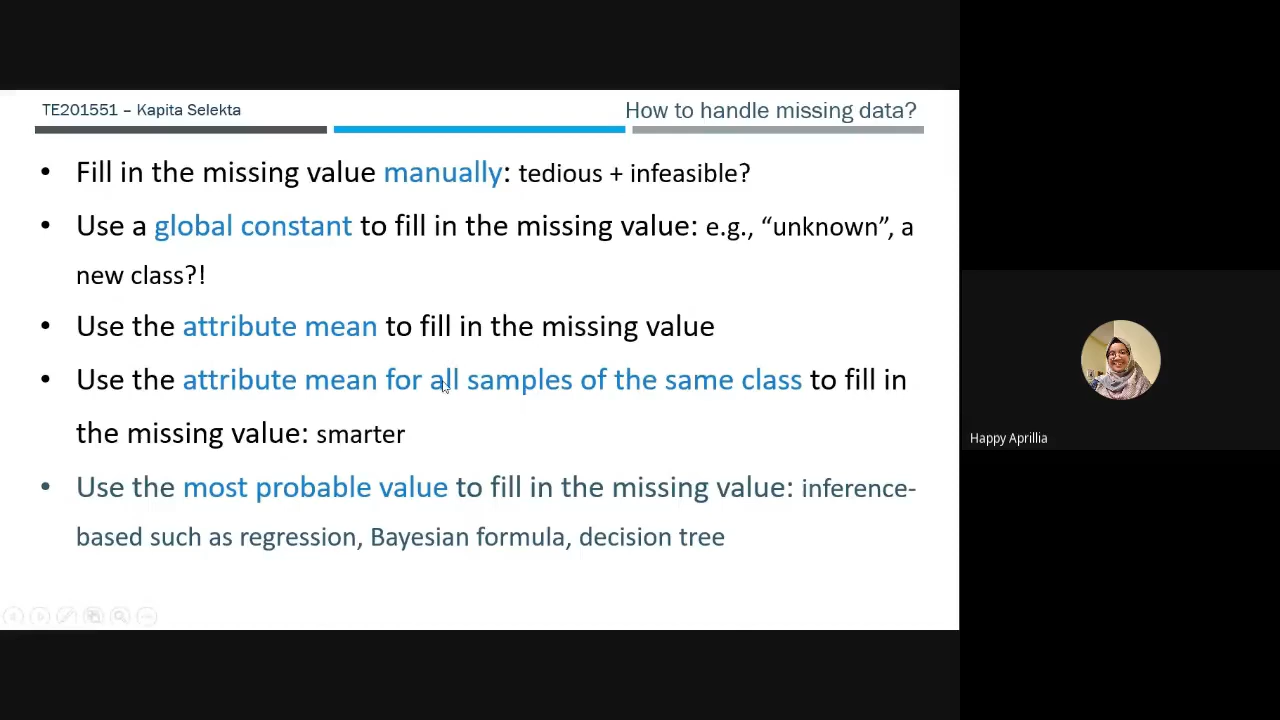 TE201551 – Kapita Selekta
How to handle missing data?
• Fill in the missing value manually: tedious + infeasible?
• Use a global constant to fill in the missing value: e.g., “unknown”, a
new class?!
• Use the attribute mean to fill in the missing value
• Use the attribute mean for all samples of the same class to fill in
the missing value: smarter
• Use the most probable value to fill in the missing value: inference-
based such as regression, Bayesian formula, decision tree
Happy Aprillia